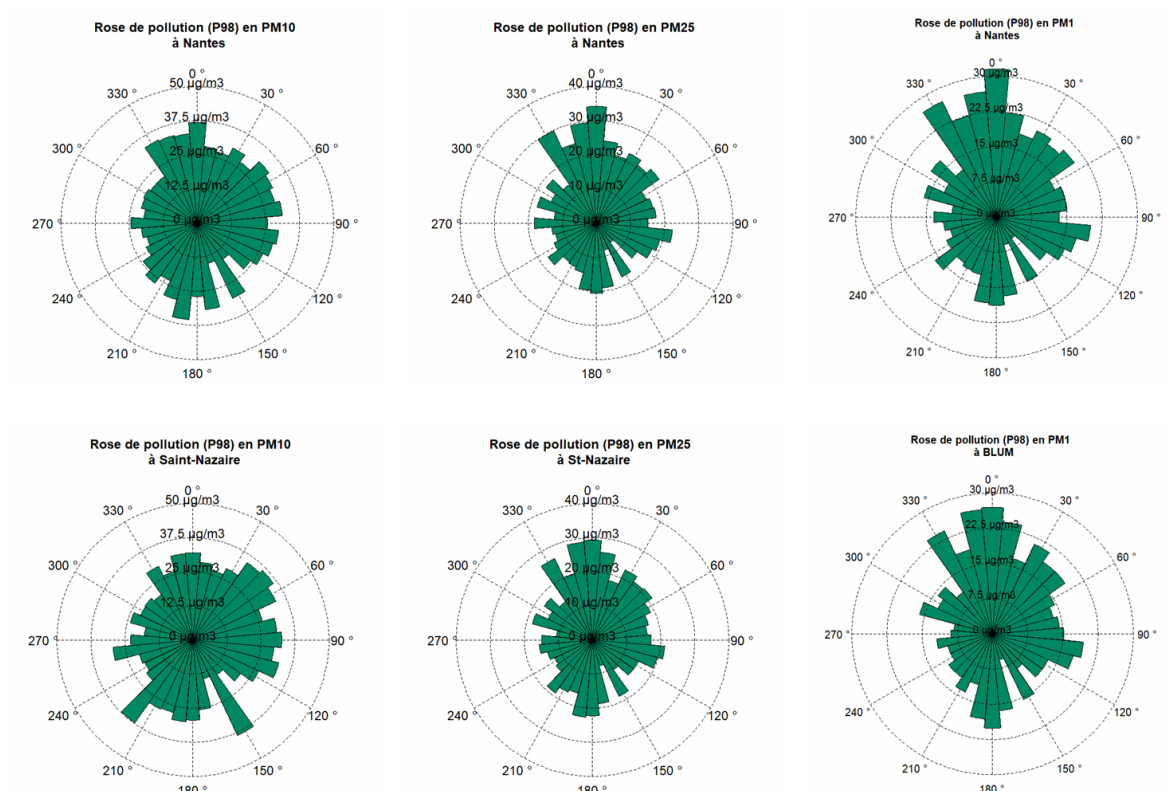 Rose de pollution (P98) en PM10
à Nantes
0 °
50 µg/m3
330 °
30 °
37.5 µg/m3
300 °
60 °
25 µg/m3
12.5 µg/m3
270 °
0 µg/m3
90 °
240 °
120 °
210 °
150 °
180 °
Rose de pollution (P98) en PM25
à Nantes
0 °
40 µg/m3
330 °
30 °
30 µg/m3
300 °
60 °
20 µg/m3
10 µg/m3
270 °
0 µg/m3
90 °
240 °
120 °
210 °
150 °
180 °
Rose de pollution (P98) en PM1
à Nantes
0 °
30 µg/m3
330 °
30 °
22.5 µg/m3
300 °
60 °
15 µg/m3
7.5 µg/m3
270 °
0 µg/m3
90 °
240 °
120 °
210 °
150 °
180 °
Rose de pollution (P98) en PM10
à Saint-Nazaire
0 °
50 µg/m3
330 °
30 °
37.5 µg/m3
300 °
60 °
25 µg/m3
12.5 µg/m3
270 °
0 µg/m3
90 °
240 °
120 °
210 °
150 °
180 °
Rose de pollution (P98) en PM25
à St-Nazaire
0 °
40 µg/m3
330 °
30 °
30 µg/m3
300 °
60 °
20 µg/m3
10 µg/m3
270 °
0 µg/m3
90 °
240 °
120 °
210 °
150 °
180 °
Rose de pollution (P98) en PM1
à BLUM
0 °
30 µg/m3
330 °
30 °
22.5 µg/m3
300 °
60 °
15 µg/m3
7.5 µg/m3
270 °
0 µg/m3
90 °
240 °
120 °
210 °
150 °
180 °